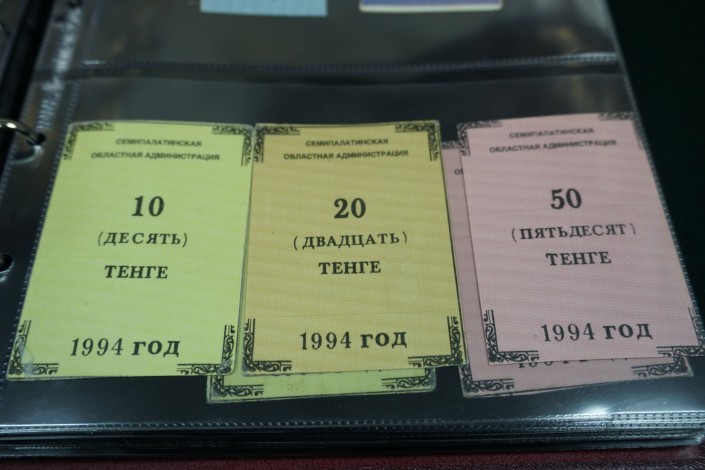 СЕМИПАЛАТИНСКАЯ
ОБЛАСТНАЯ АДМИНИСТРАЦИЯ
10
(ДЕСЯТЬ)
ТЕНГЕ
1994 ГОД
СЕМИПАЛАТИНСКАЯ
ОБЛАСТНАЯ АДМИНИСТРАЦИЯ
20
(ДВАДЦАТЬ)
ТЕНГЕ
1994 ГОД
СЕМИПАЛАТИНСКАЯ
ОБЛАСТНАЯ АДМИНИСТРАЦИЯ
50
(ПЯТЬДЕСЯТ)
ТЕНГЕ
1994 ГОД